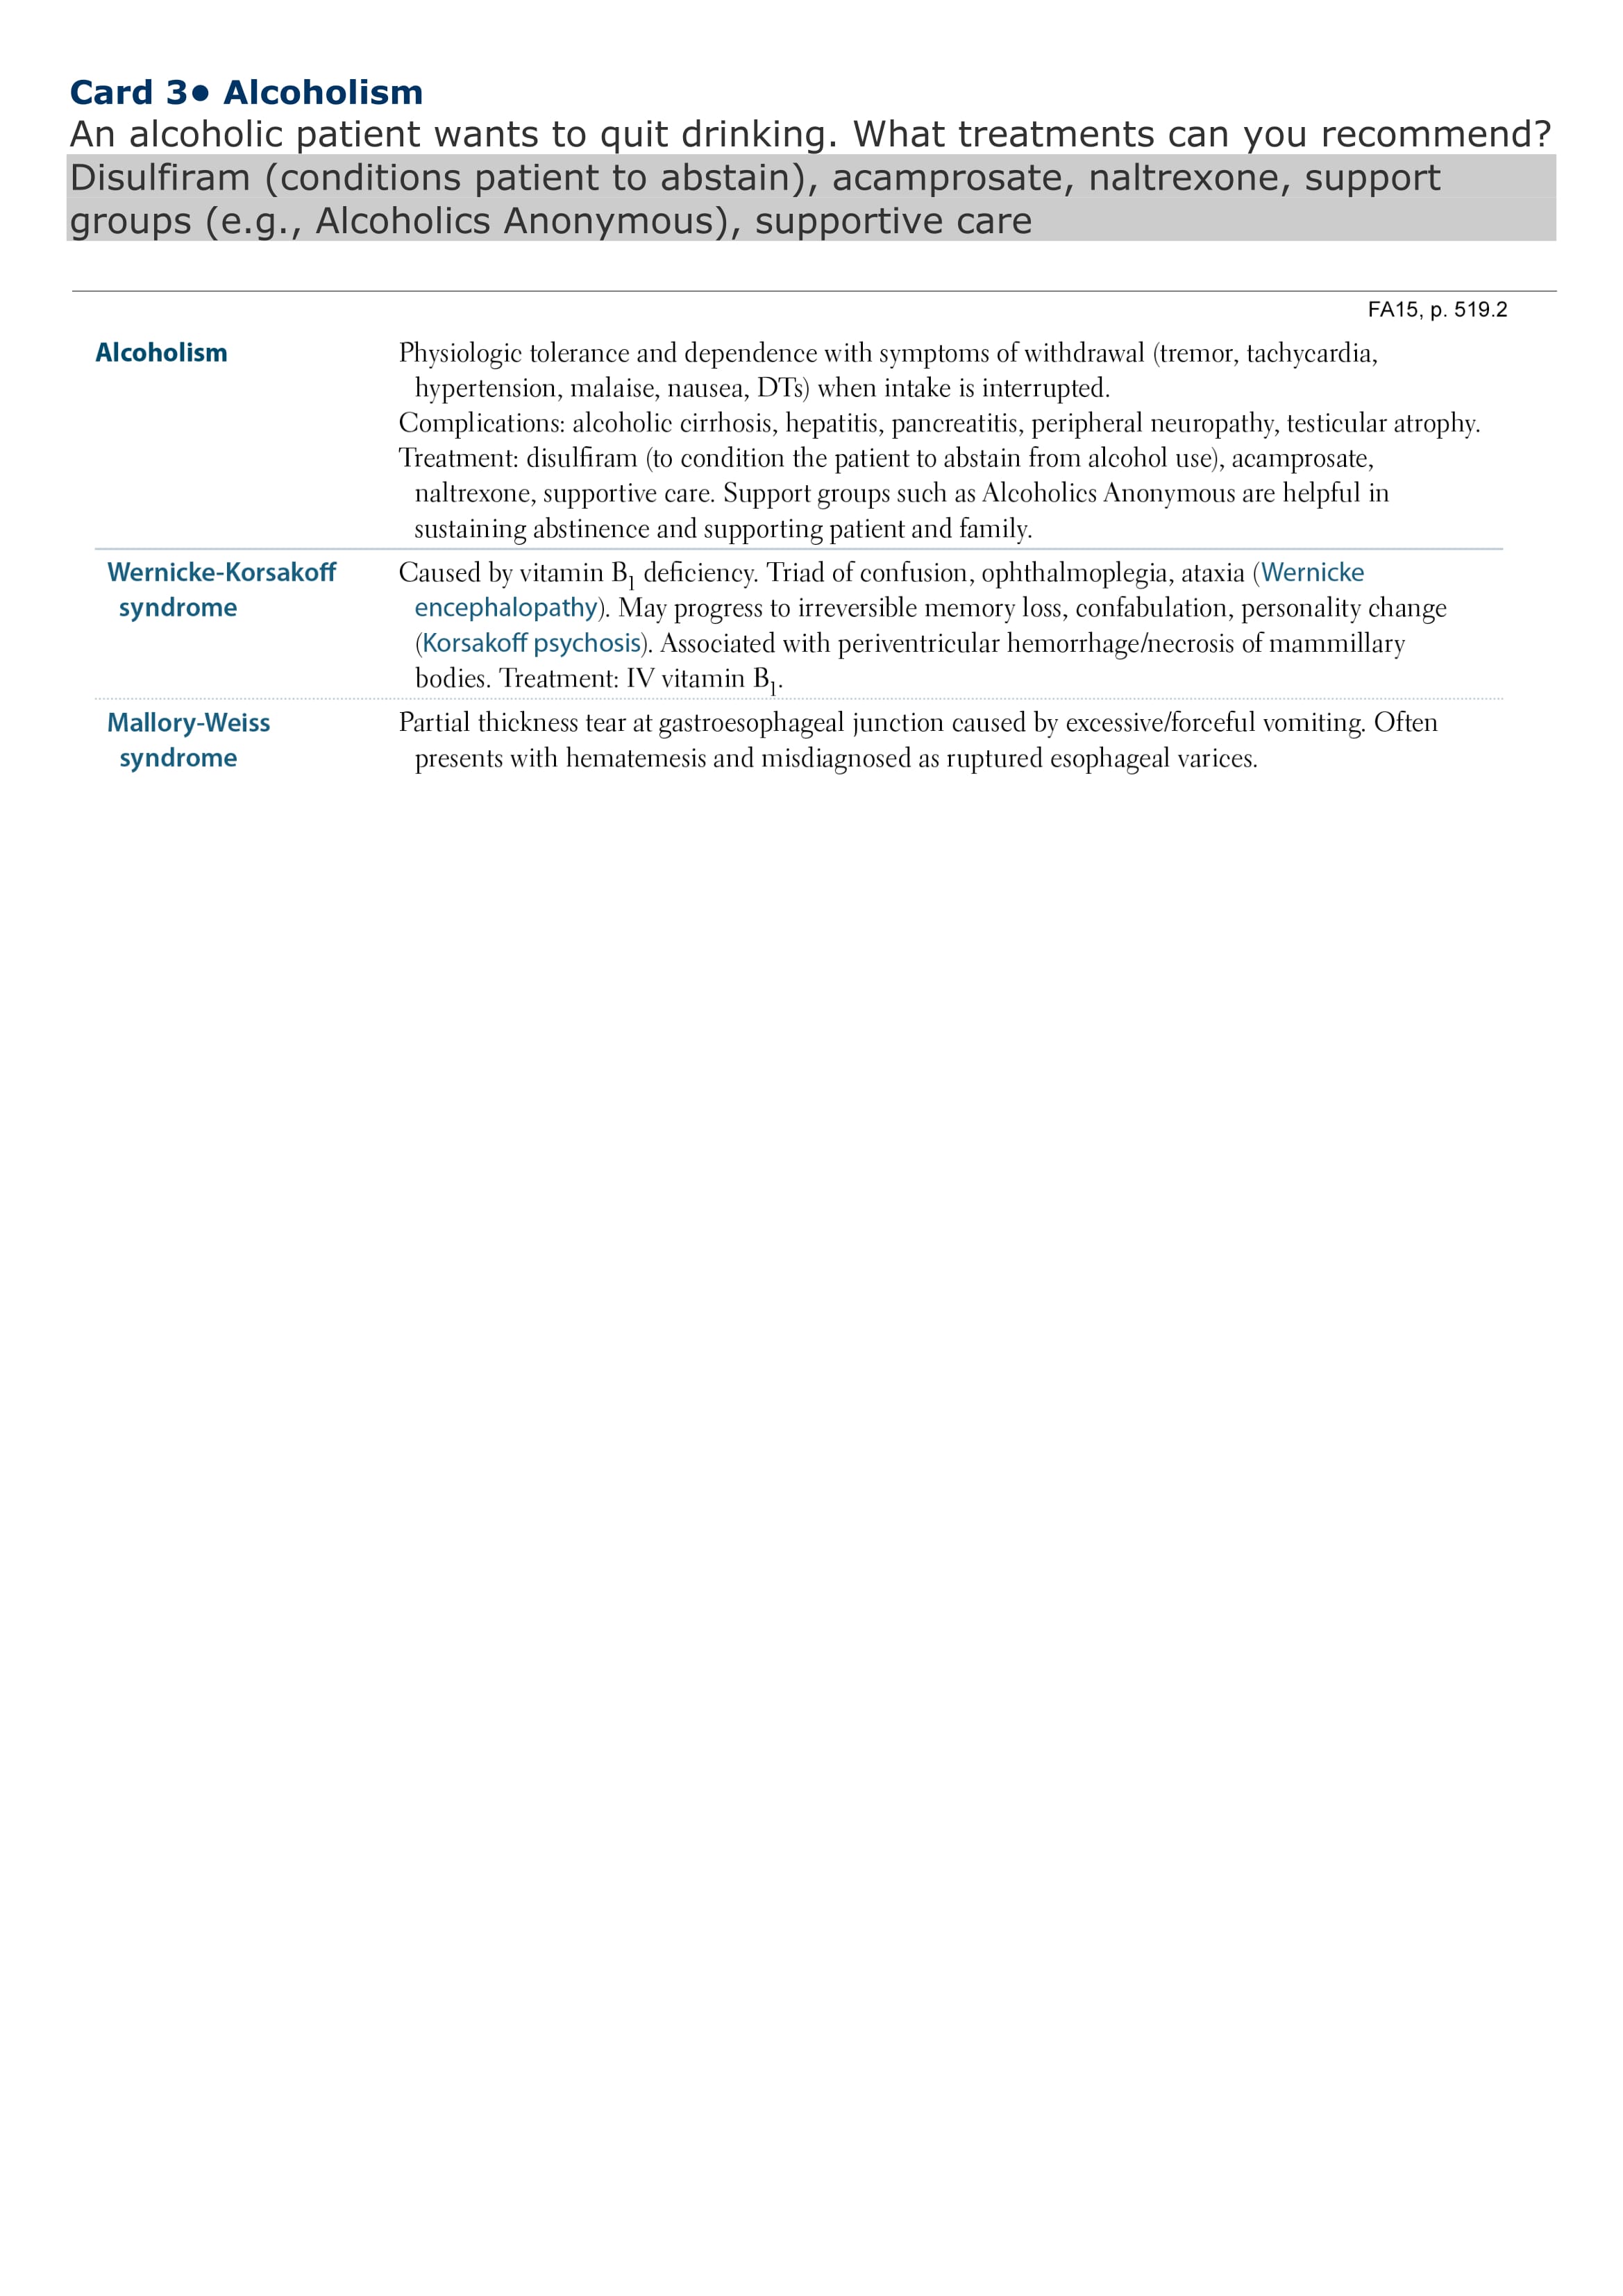 Card 3● Alcoholism
An alcoholic patient wants to quit drinking. What treatments can you recommend?
Disulfiram (conditions patient to abstain), acamprosate, naltrexone, support
groups (e.g., Alcoholics Anonymous), supportive care
FA15, p. 519.2
Alcoholism
Physiologic tolerance and dependence with symptoms of withdrawal (tremor, tachycardia,
hypertension, malaise, nausea, DTs) when intake is interrupted.
Complications: alcoholic cirrhosis, hepatitis, pancreatitis, peripheral neuropathy, testicular atrophy.
Treatment: disulfiram (to condition the patient to abstain from alcohol use), acamprosate,
naltrexone, supportive care. Support groups such as Alcoholics Anonymous are helpful in
sustaining abstinence and supporting patient and family.
Wernicke-Korsakoff
syndrome
Caused by vitamin B₁ deficiency. Triad of confusion, ophthalmoplegia, ataxia (Wernicke
encephalopathy). May progress to irreversible memory loss, confabulation, personality change
(Korsakoff psychosis). Associated with periventricular hemorrhage/necrosis of mammillary
bodies. Treatment: IV vitamin B₁.
Mallory-Weiss
syndrome
Partial thickness tear at gastroesophageal junction caused by excessive/forceful vomiting. Often
presents with hematemesis and misdiagnosed as ruptured esophageal varices.